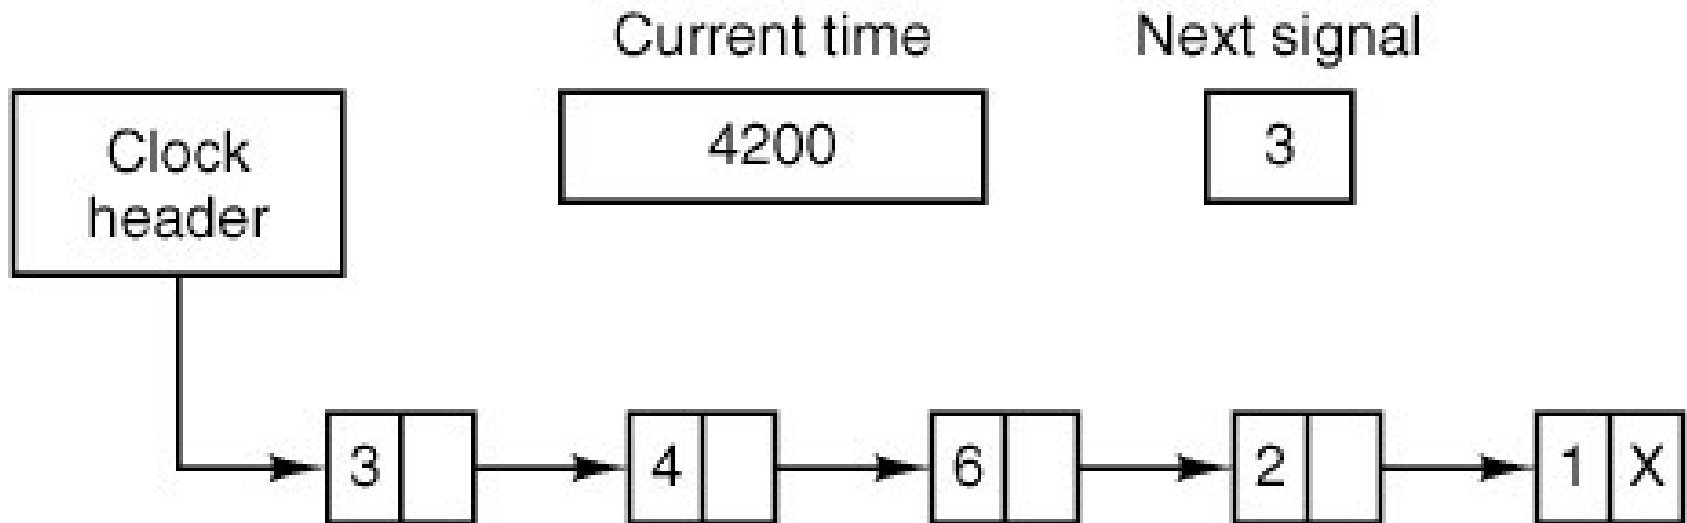 Current time
Next signal
Clock
header
4200
3
3
4
6
2
1 X